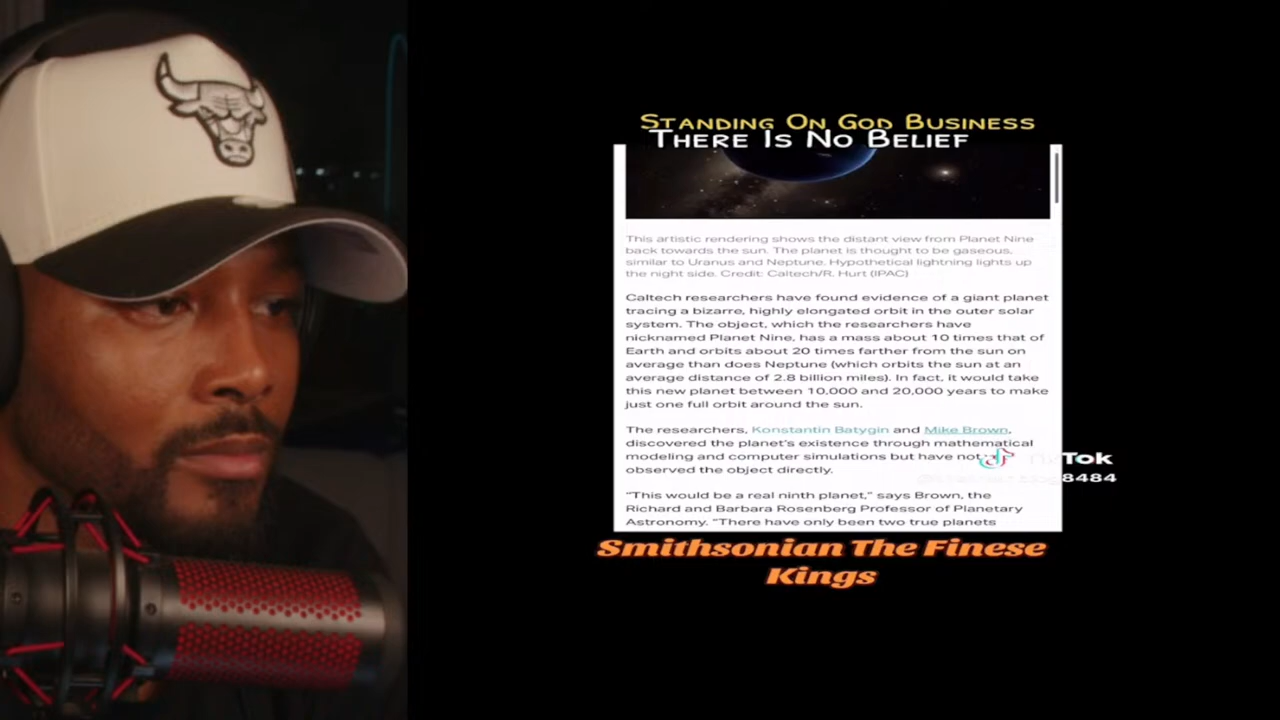 STANDING ON GOD BUSINESS
THERE IS NO BELIEF
This artistic rendering shows the distant view from Planet Nine
back towards the sun. The planet is thought to be gaseous,
similar to Uranus and Neptune. Hypothetical lightning lights up
the night side. Credit: Caltech/R. Hurt (IPAC)
Caltech researchers have found evidence of a giant planet
tracing a bizarre, highly elongated orbit in the outer solar
system. The object, which the researchers have
nicknamed Planet Nine, has a mass about 10 times that of
Earth and orbits about 20 times farther from the sun on
average than does Neptune (which orbits the sun at an
average distance of 2.8 billion miles). In fact, it would take
this new planet between 10,000 and 20,000 years to make
just one full orbit around the sun.
The researchers, Konstantin Batygin and Mike Brown,
discovered the planet's existence through mathematical
modeling and computer simulations but have not
observed the object directly.
TikTok
"This would be a real ninth planet," says Brown, the
Richard and Barbara Rosenberg Professor of Planetary
Astronomy. "There have only been two true planets
Smithsonian The Finese
Kings